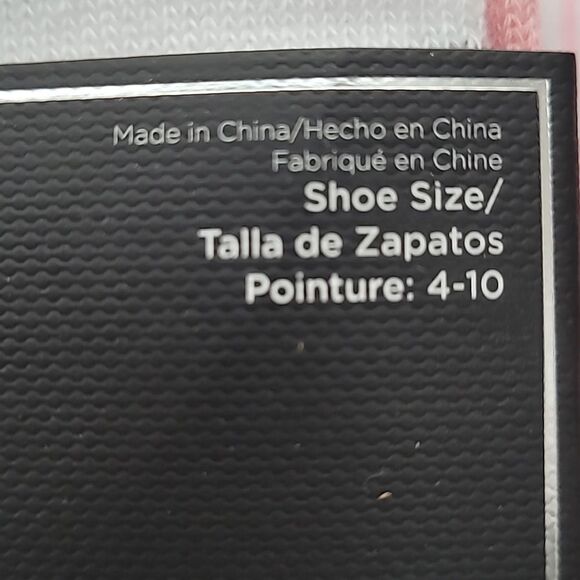 Made in China/Hecho en China
Fabriqué en Chine
Shoe Size/
Talla de Zapatos
Pointure: 4-10